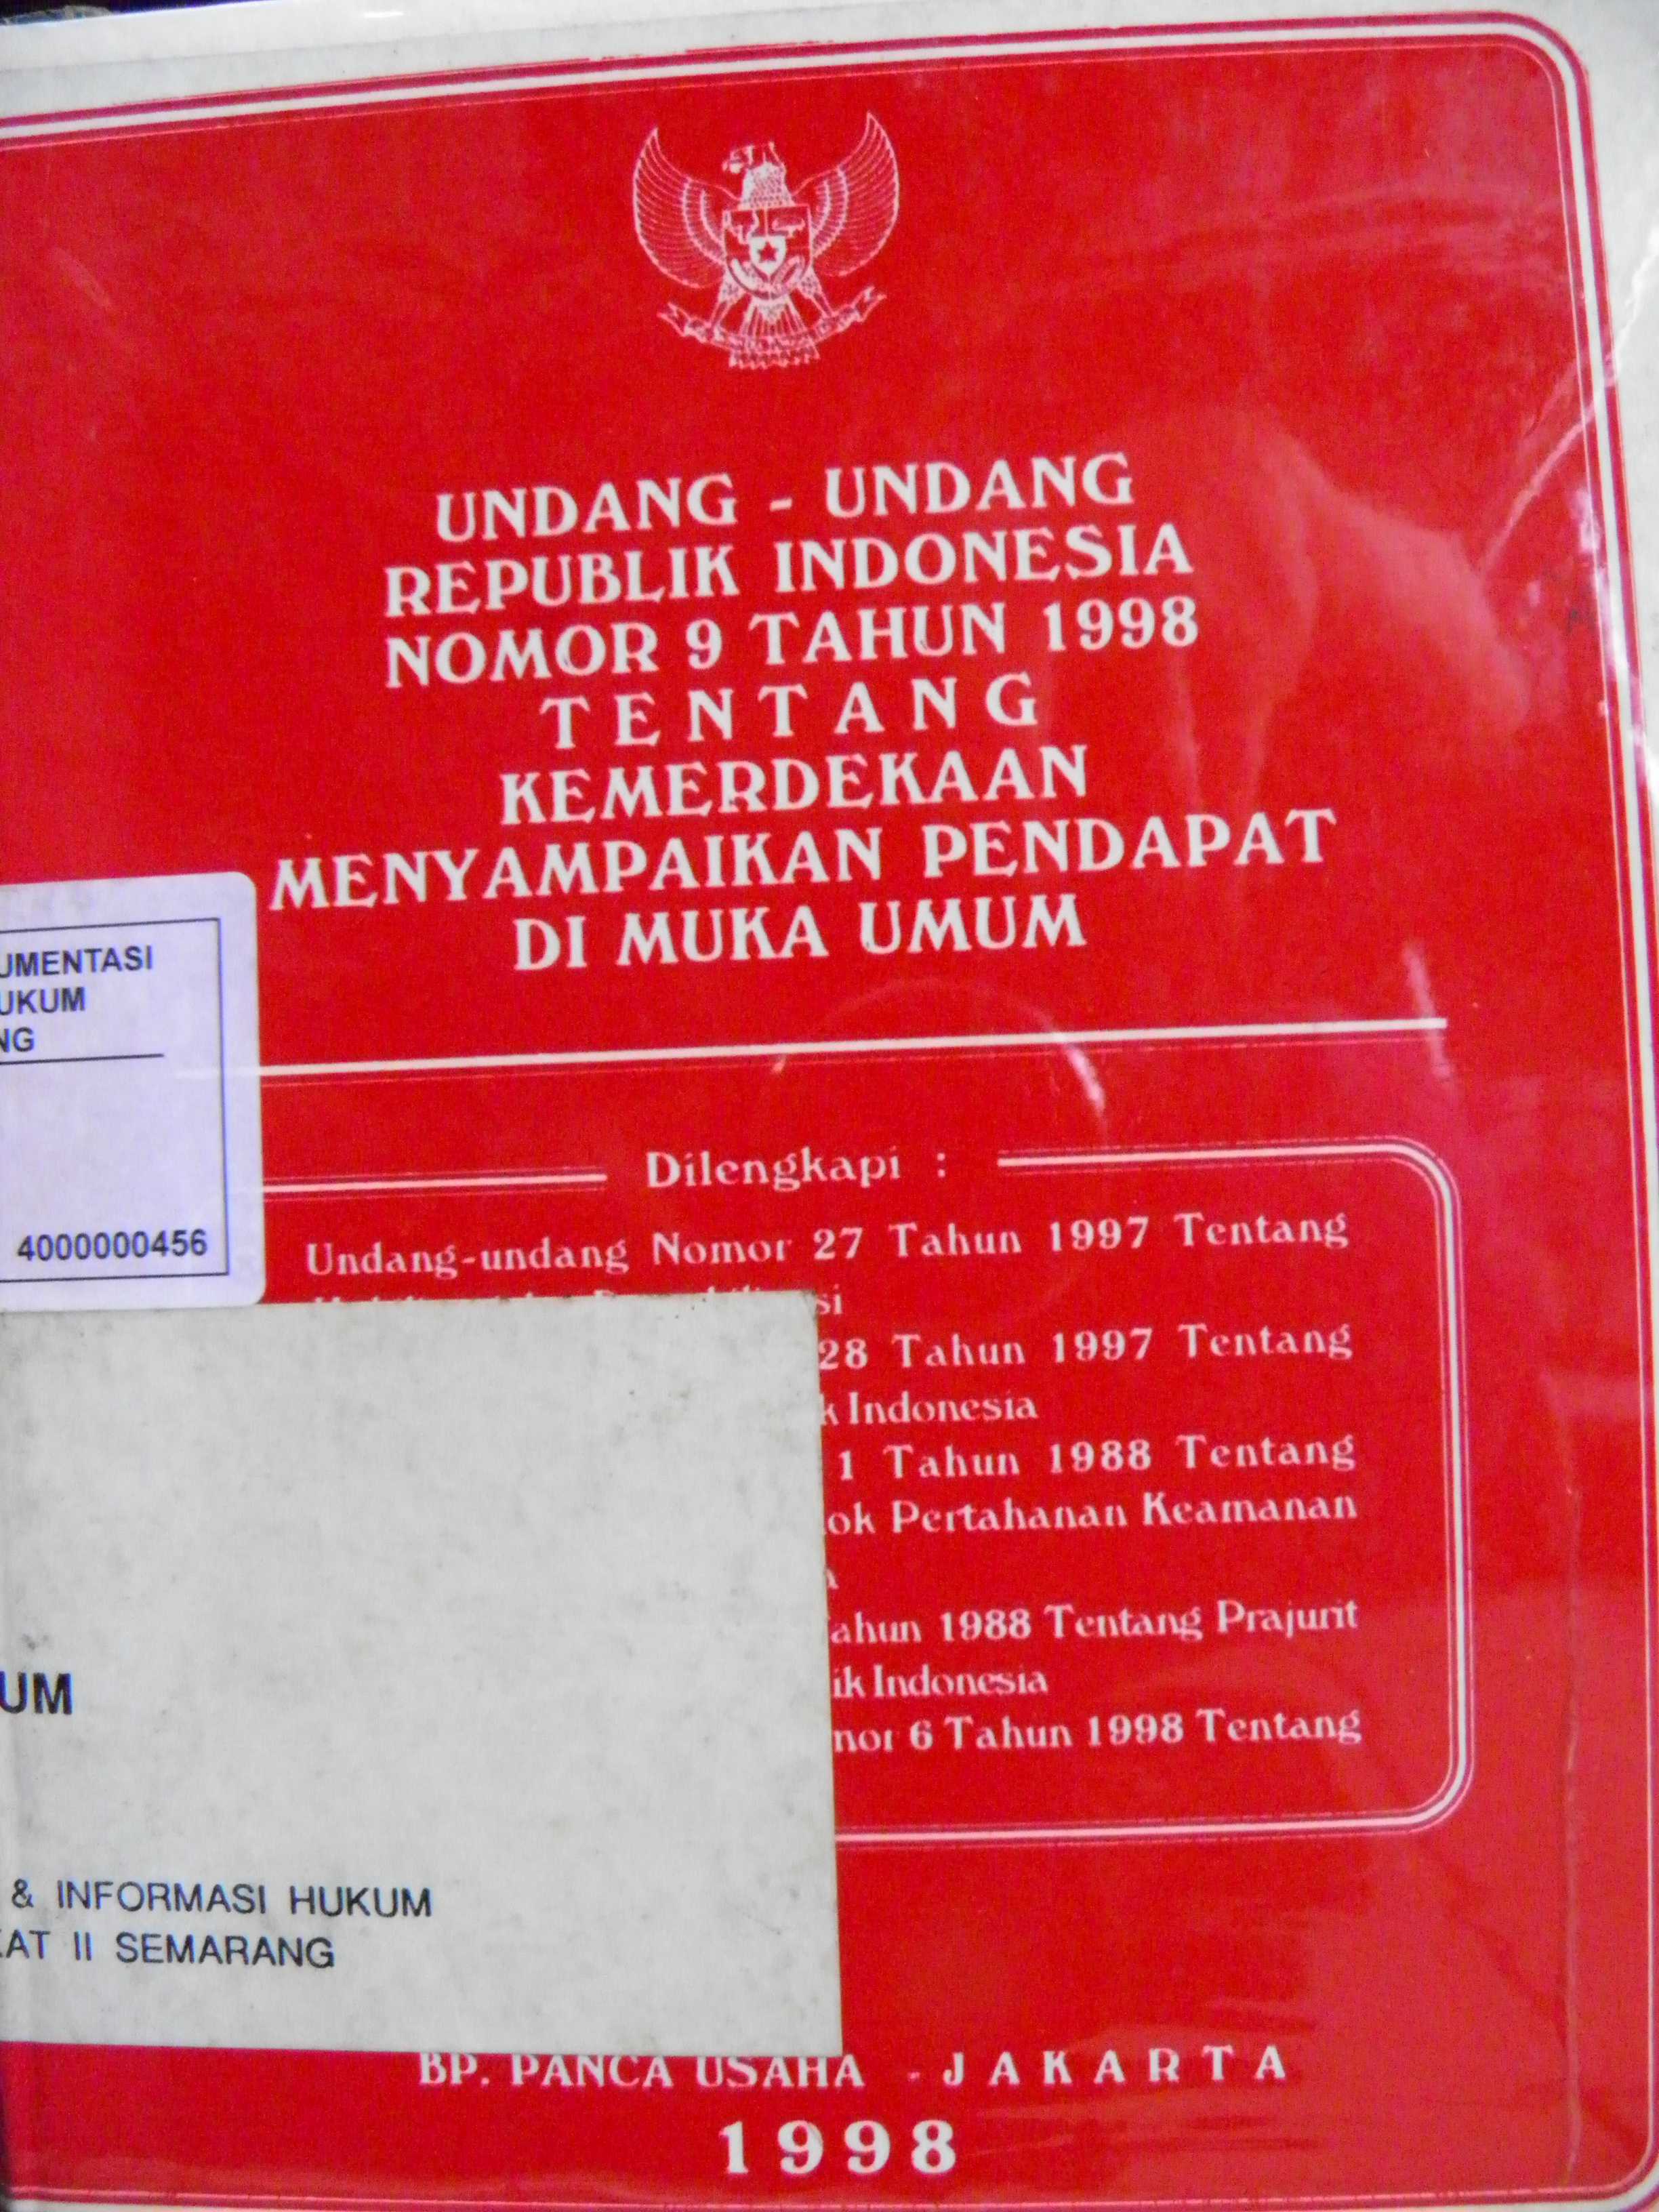 UNDANG - UNDANG
REPUBLIK INDONESIA
NOMOR 9 TAHUN 1998
TENTANG
KEMERDEKAAN
MENYAMPAIKAN PENDAPAT
DI MUKA UMUM
UMENTASI
UKUM
NG
4000000456
Dilengkapi :
Undang-undang Nomor 27 Tahun 1997 Tentang
si
28 Tahun 1997 Tentang
k Indonesia
1 Tahun 1988 Tentang
ok Pertahanan Keamanan
ahun 1988 Tentang Prajurit
ik Indonesia
nor 6 Tahun 1998 Tentang
UM
& INFORMASI HUKUM
KAT II SEMARANG
BP. PANCA USAHA - JAKARTA
1998